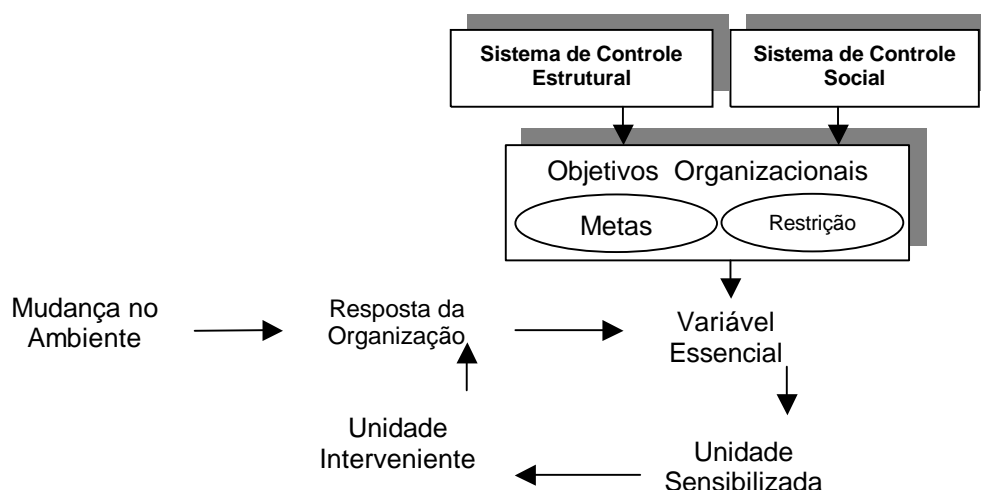 Sistema de Controle
Estrutural
Sistema de Controle
Social
Objetivos Organizacionais
Metas
Restrição
Mudança no
Ambiente
Resposta da
Organização
Variável
Essencial
Unidade
Interveniente
Unidade
Sensibilizada